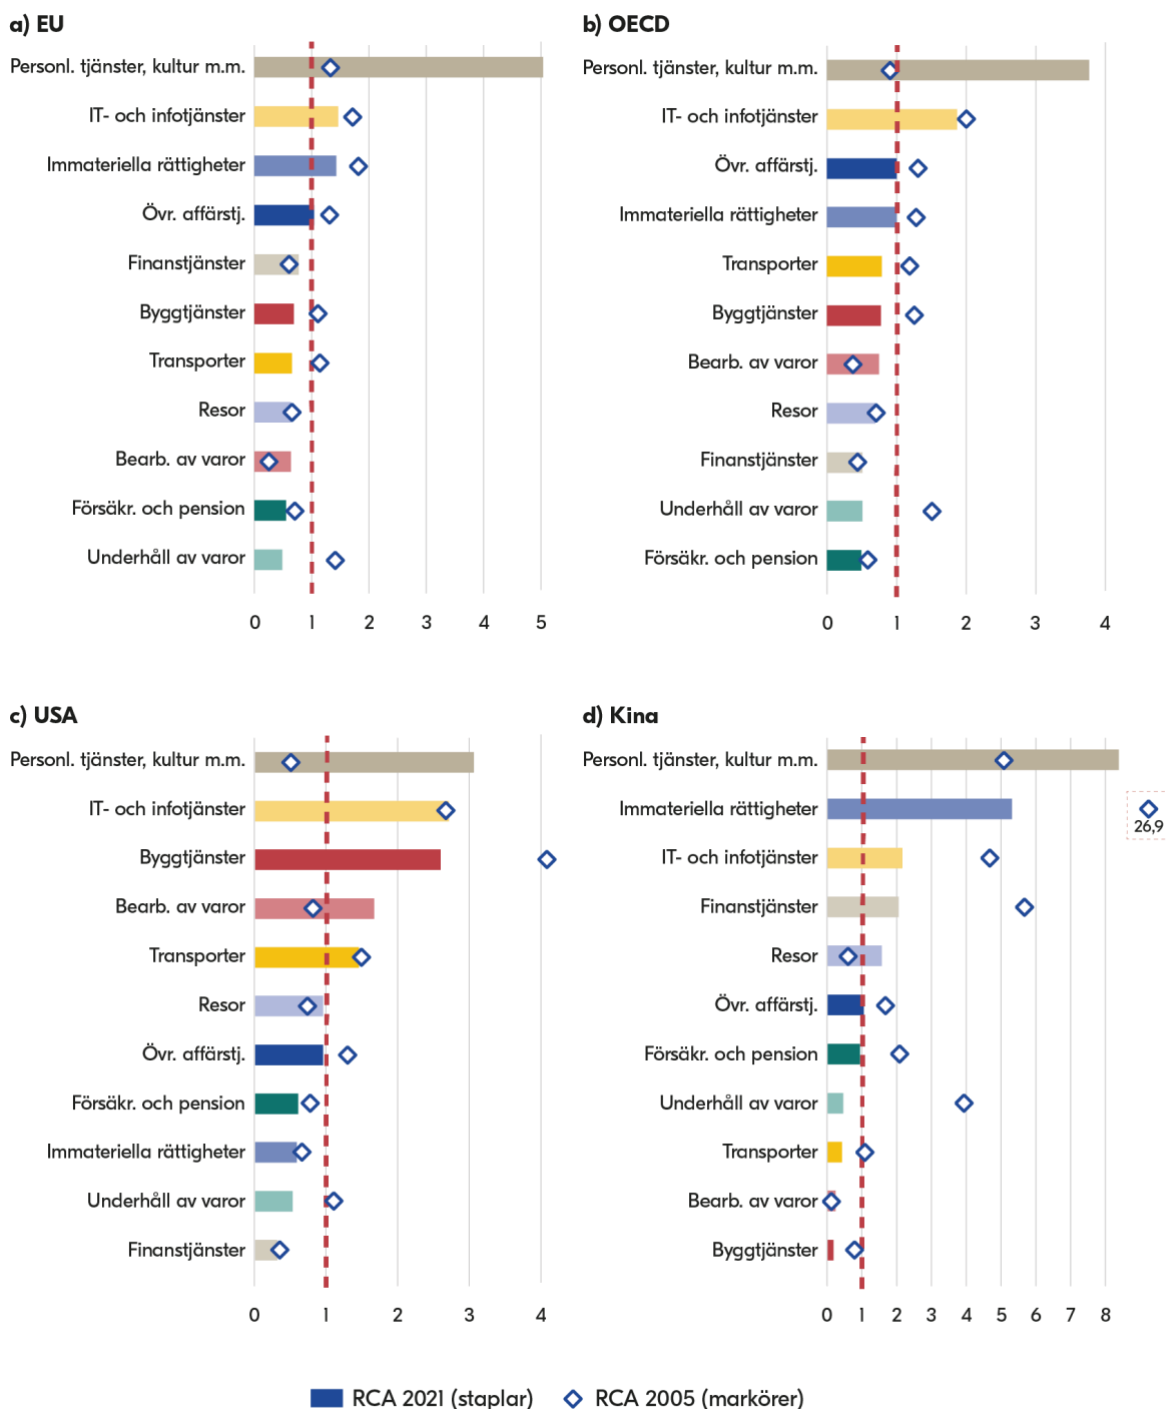 a) EU
Personl. tjänster, kultur m.m.
IT- och infotjänster
Immateriella rättigheter
Övr. affärstj.
Finanstjänster
Byggtjänster
Transporter
Resor
Bearb. av varor
Försäkr. och pension
Underhåll av varor
0 1 2 3 4 5
b) OECD
Personl. tjänster, kultur m.m.
IT- och infotjänster
Övr. affärstj.
Immateriella rättigheter
Transporter
Byggtjänster
Bearb. av varor
Resor
Finanstjänster
Underhåll av varor
Försäkr. och pension
0 1 2 3 4
c) USA
Personl. tjänster, kultur m.m.
IT- och infotjänster
Byggtjänster
Bearb. av varor
Transporter
Resor
Övr. affärstj.
Försäkr. och pension
Immateriella rättigheter
Underhåll av varor
Finanstjänster
0 1 2 3 4
d) Kina
Personl. tjänster, kultur m.m.
Immateriella rättigheter
26,9
IT- och infotjänster
Finanstjänster
Resor
Övr. affärstj.
Försäkr. och pension
Underhåll av varor
Transporter
Bearb. av varor
Byggtjänster
0 1 2 3 4 5 6 7 8
RCA 2021 (staplar) RCA 2005 (markörer)